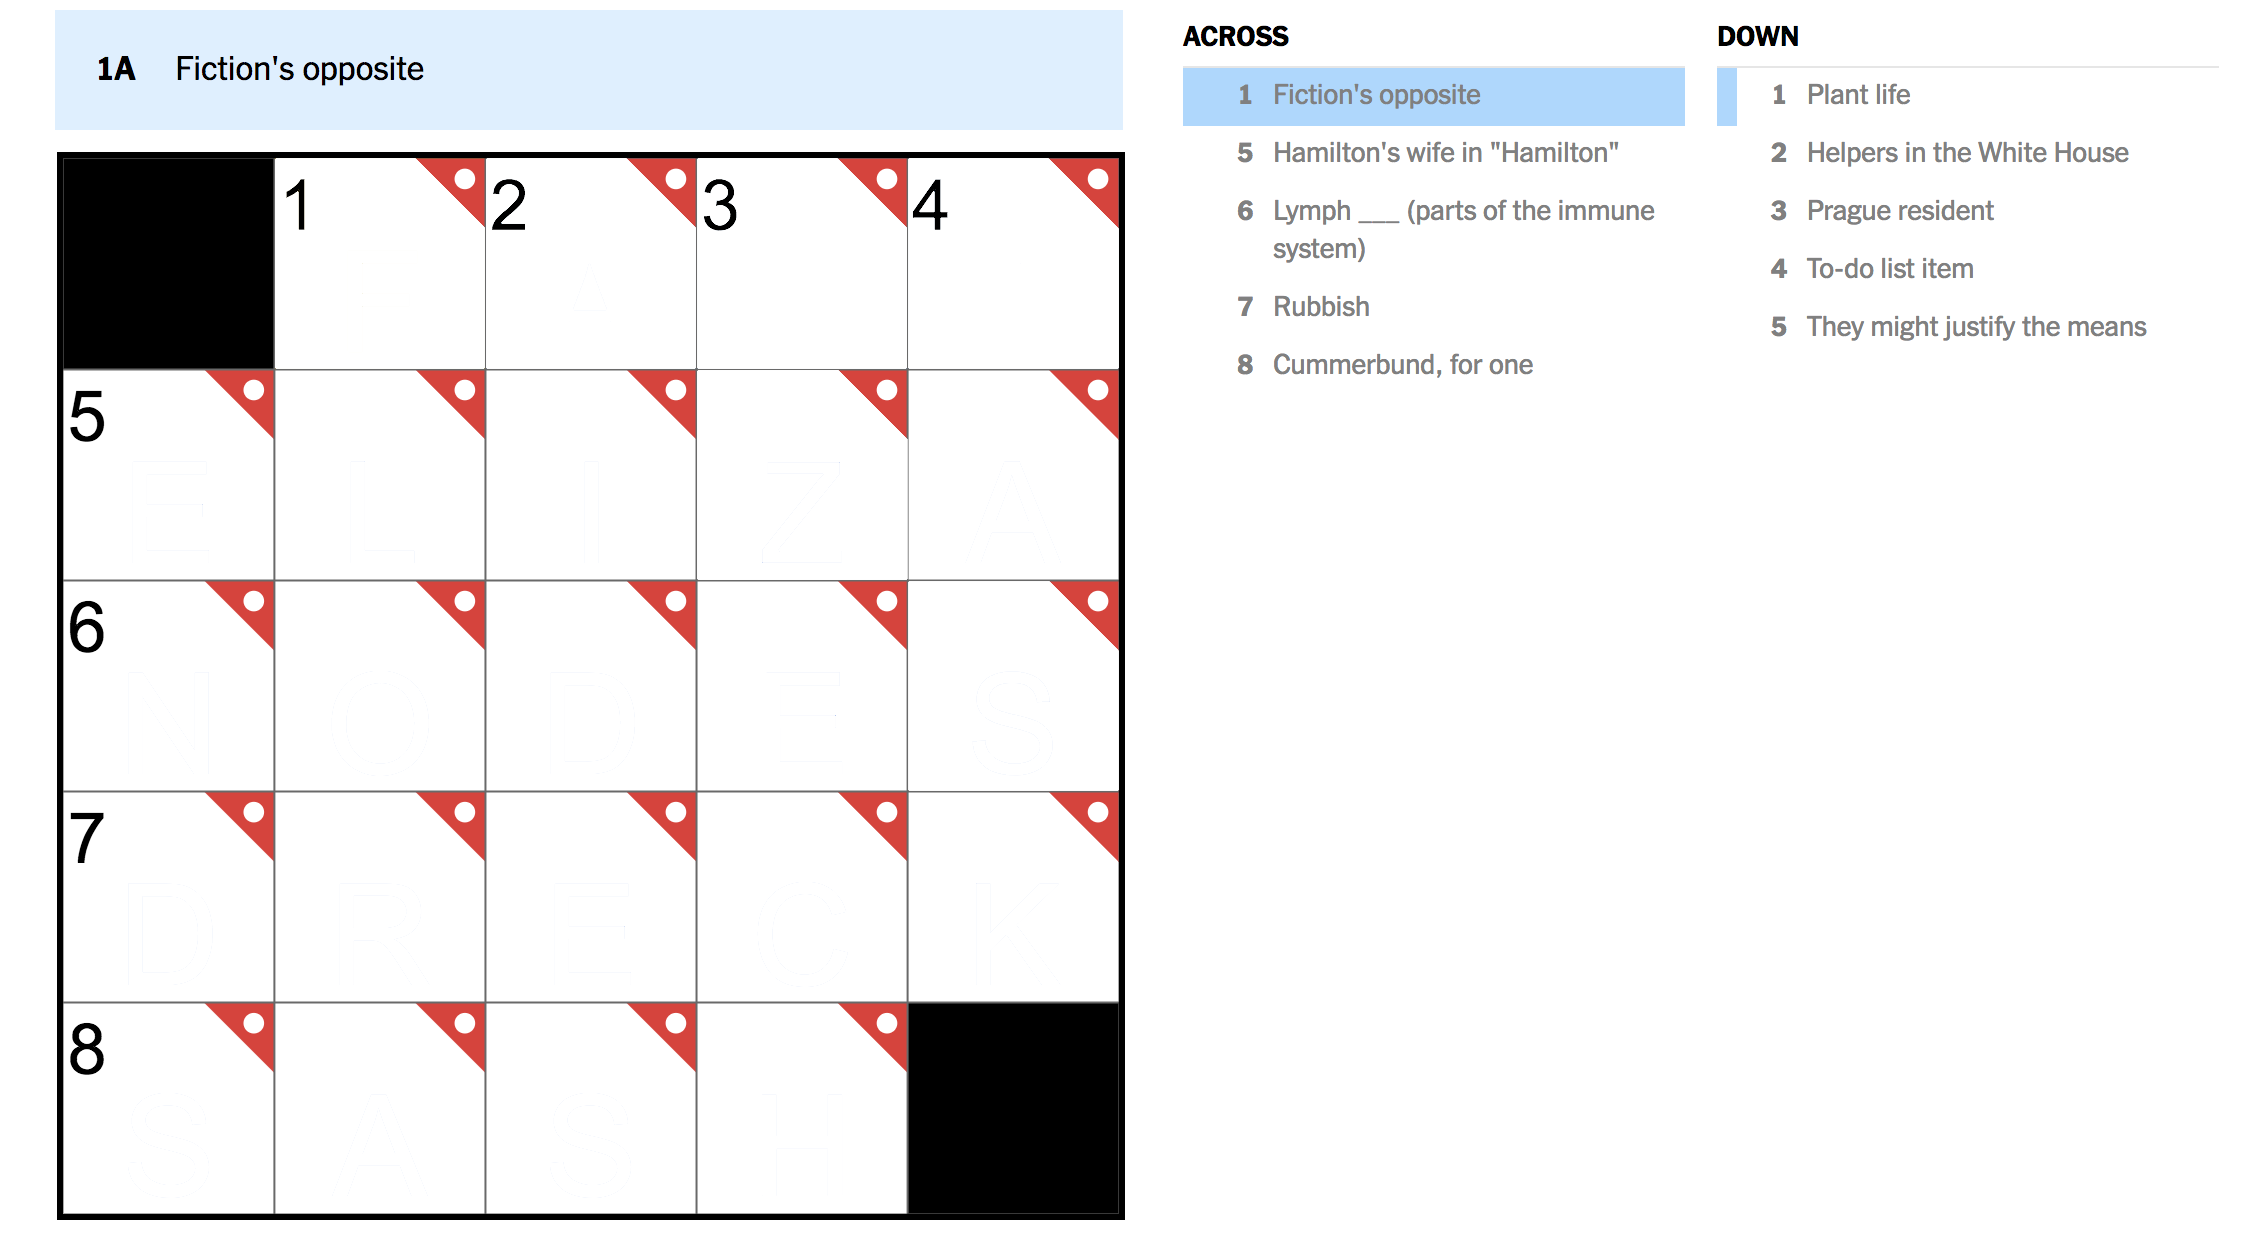 1A Fiction's opposite
1 2 3 4
5
E L I Z A
6
N O D E S
7
D R E C K
8
S A S H
ACROSS
1 Fiction's opposite
5 Hamilton's wife in "Hamilton"
6 Lymph ___ (parts of the immune
system)
7 Rubbish
8 Cummerbund, for one
DOWN
1 Plant life
2 Helpers in the White House
3 Prague resident
4 To-do list item
5 They might justify the means